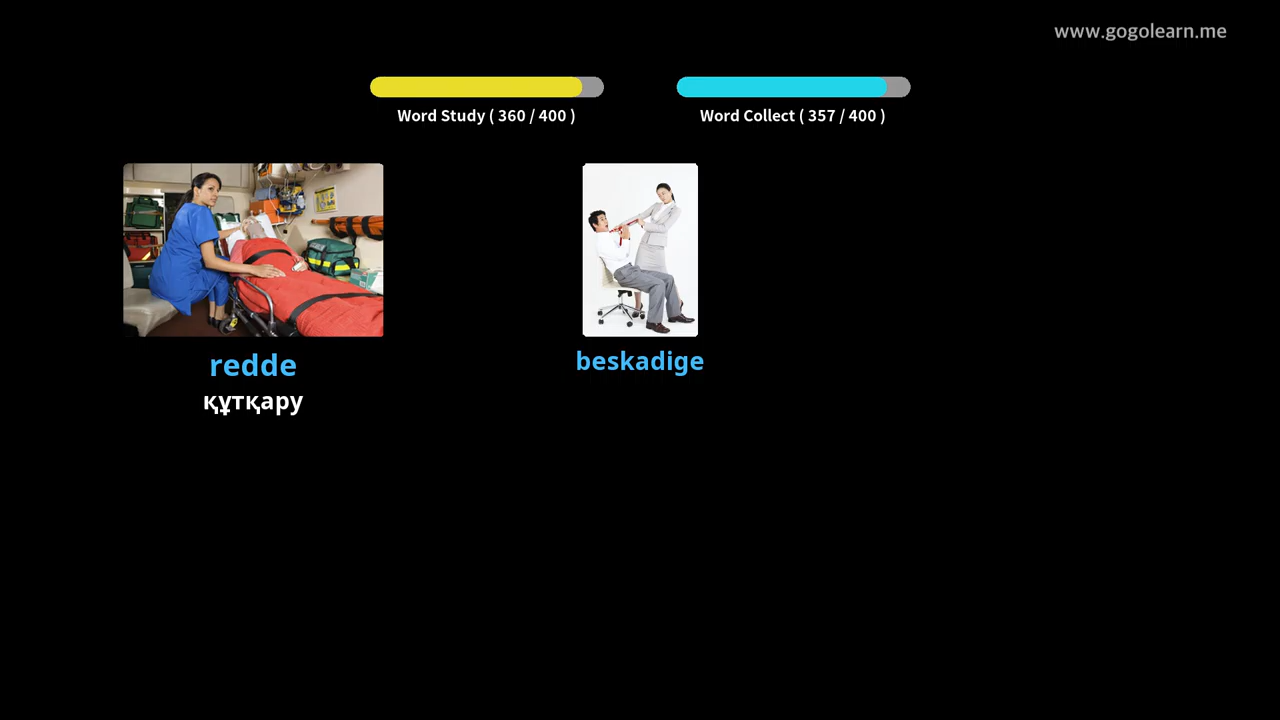 www.gogolearn.me
Word Study ( 360 / 400 )
Word Collect ( 357 / 400 )
redde
құтқару
beskadige